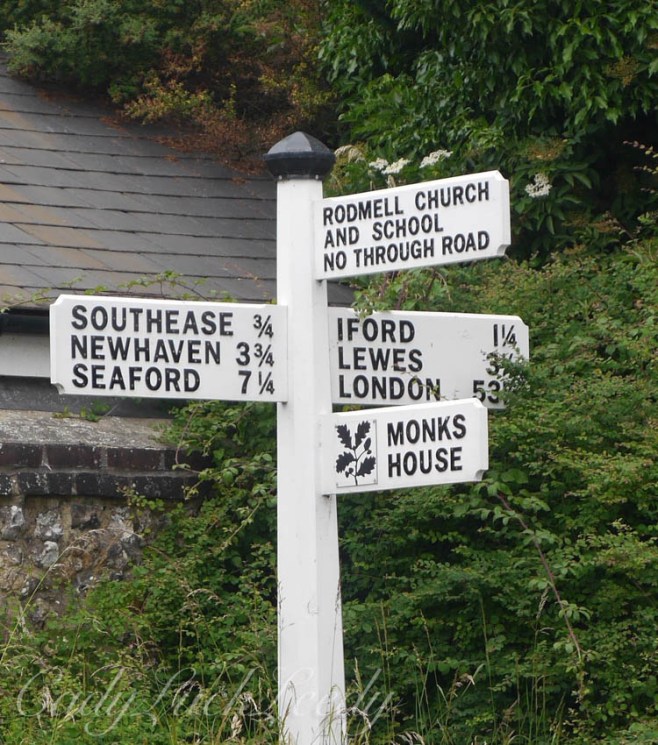 RODMELL CHURCH
AND SCHOOL
NO THROUGH ROAD
SOUTHEASE ¾
NEWHAVEN 3¾
SEAFORD 7¼
IFORD 1¼
LEWES
LONDON
MONKS
HOUSE